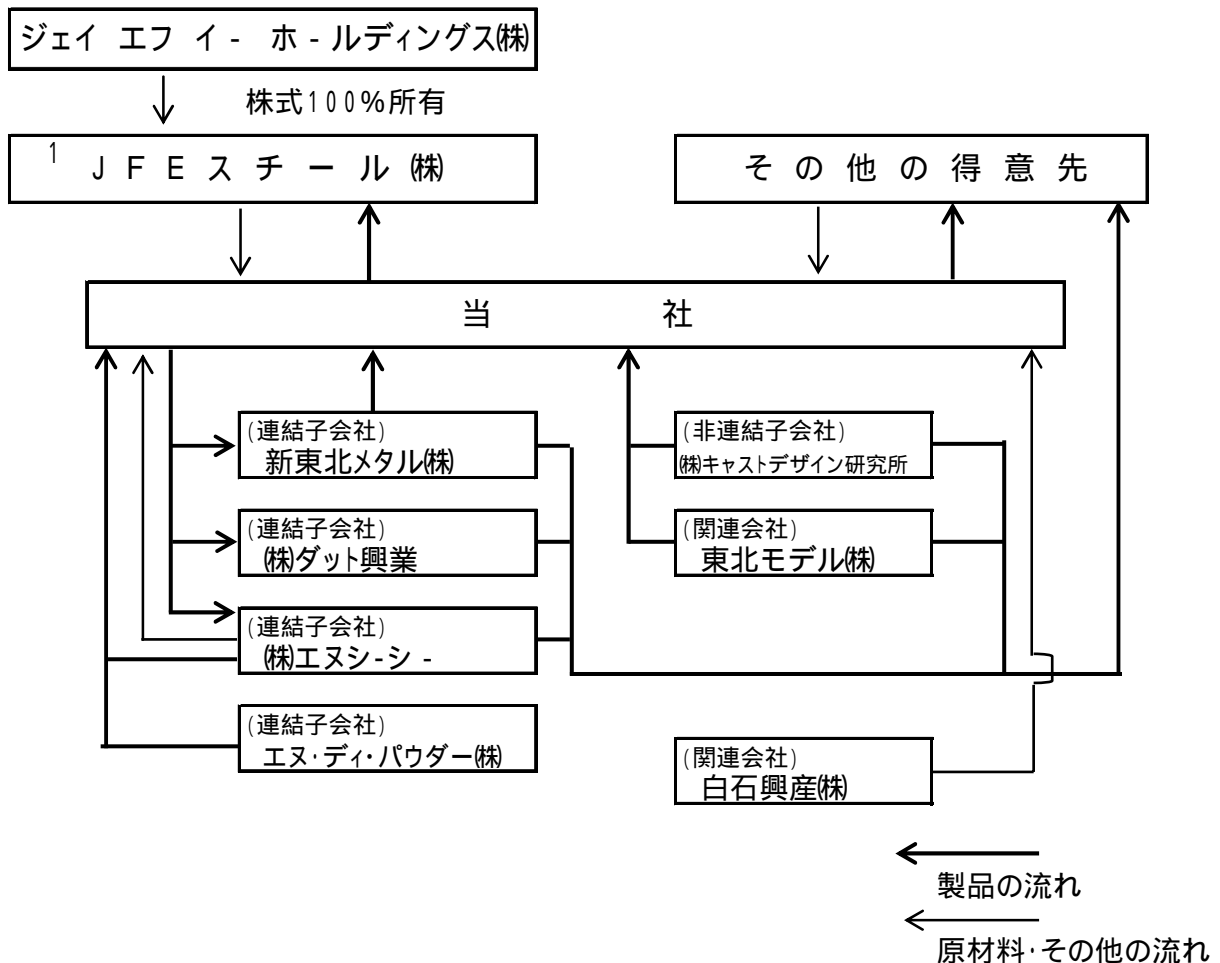 ジェイ エフ イ- ホ-ルディングス㈱
株式100%所有
1 JFEスチール㈱
その他の得意先
当社
(連結子会社)
新東北メタル㈱
(非連結子会社)
㈱キャストデザイン研究所
(連結子会社)
㈱ダット興業
(関連会社)
東北モデル㈱
(連結子会社)
㈱エヌシ-シ-
(連結子会社)
エヌ・ディ・パウダー㈱
(関連会社)
白石興産㈱
製品の流れ
原材料・その他の流れ